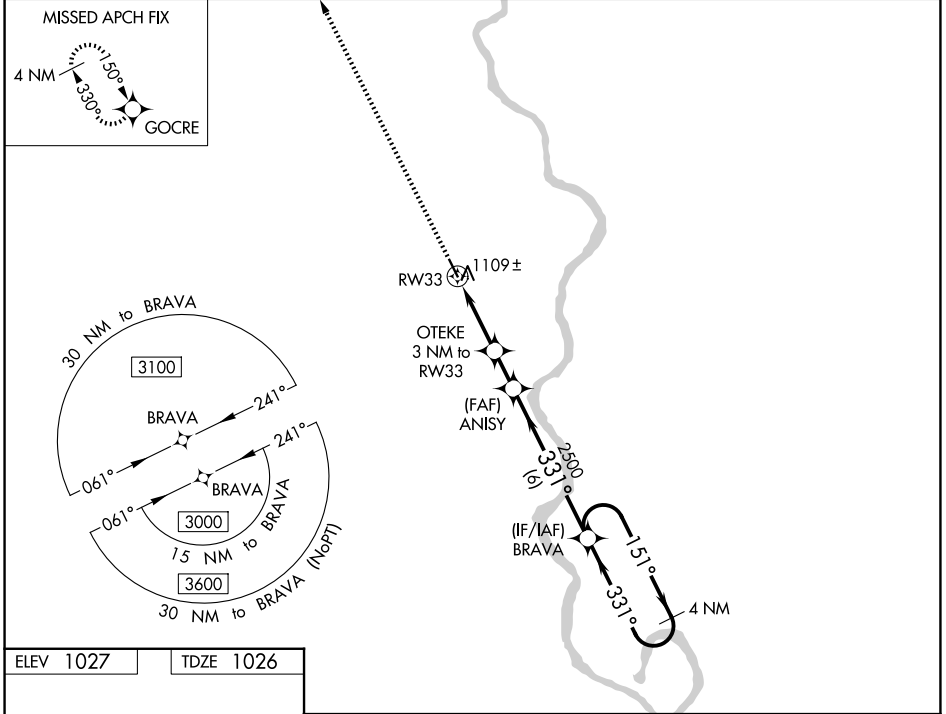 MISSED APCH FIX
4 NM
150°
330°
GOCRE
RW33
1109±
OTEKE
3 NM to
RW33
(FAF)
ANISY
2500
331°
(6)
(IF/IAF)
BRAVA
151°
331°
4 NM
30 NM to BRAVA
3100
BRAVA
241°
061°
241°
BRAVA
061°
3000
15 NM to BRAVA
3600
30 NM to BRAVA (NoPT)
ELEV 1027
TDZE 1026